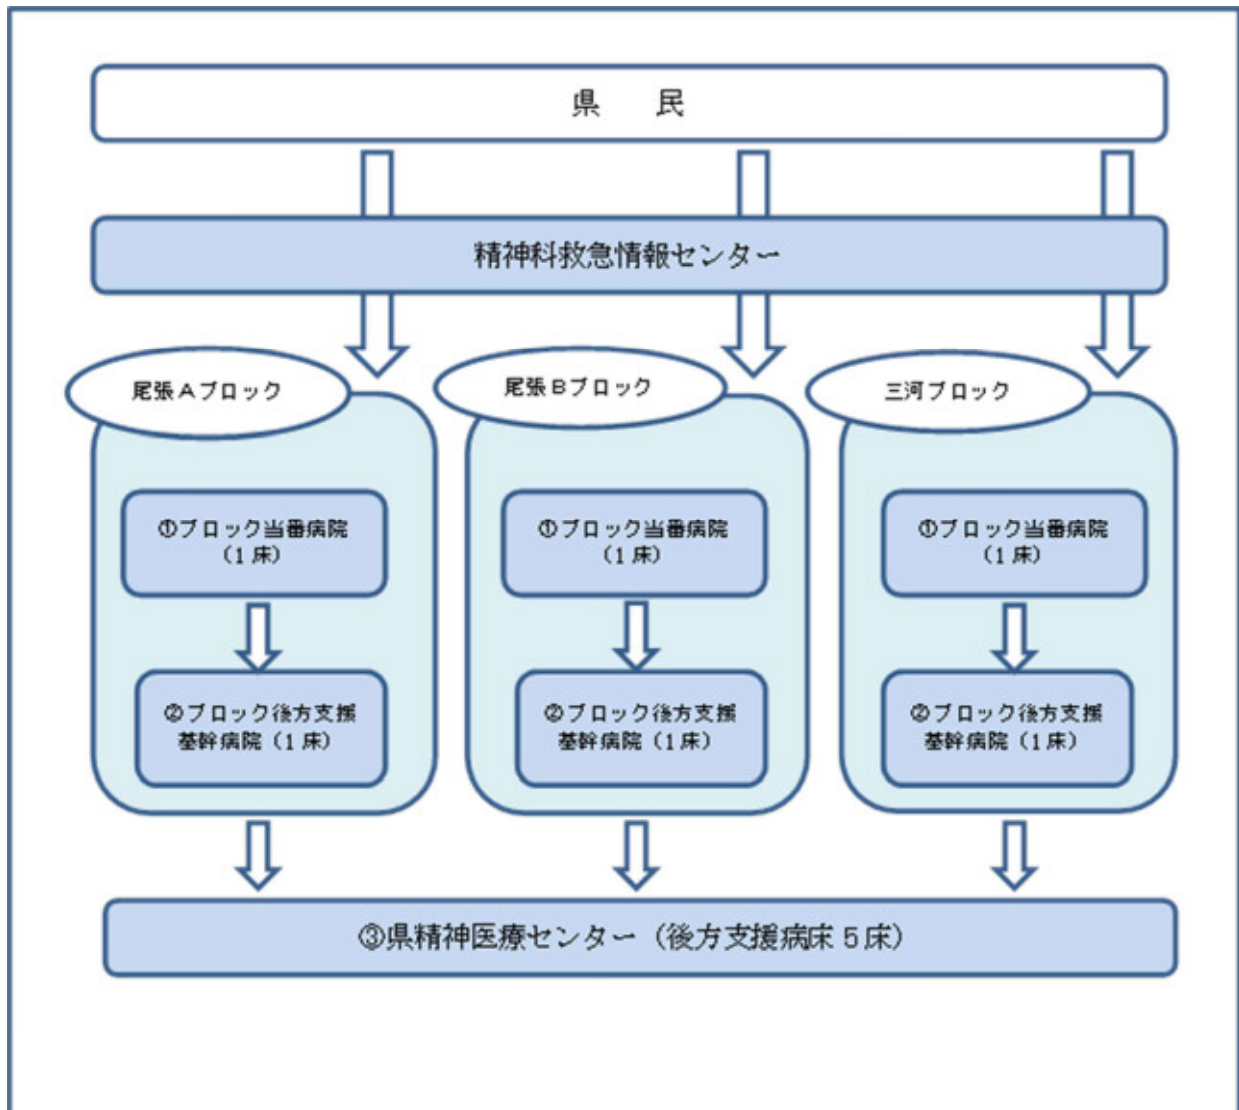 県　　民
精神科救急情報センター
尾張Ａブロック
尾張Ｂブロック
三河ブロック
①ブロック当番病院
（１床）
②ブロック後方支援
基幹病院（１床）
①ブロック当番病院
（１床）
②ブロック後方支援
基幹病院（１床）
①ブロック当番病院
（１床）
②ブロック後方支援
基幹病院（１床）
③県精神医療センター（後方支援病床５床）